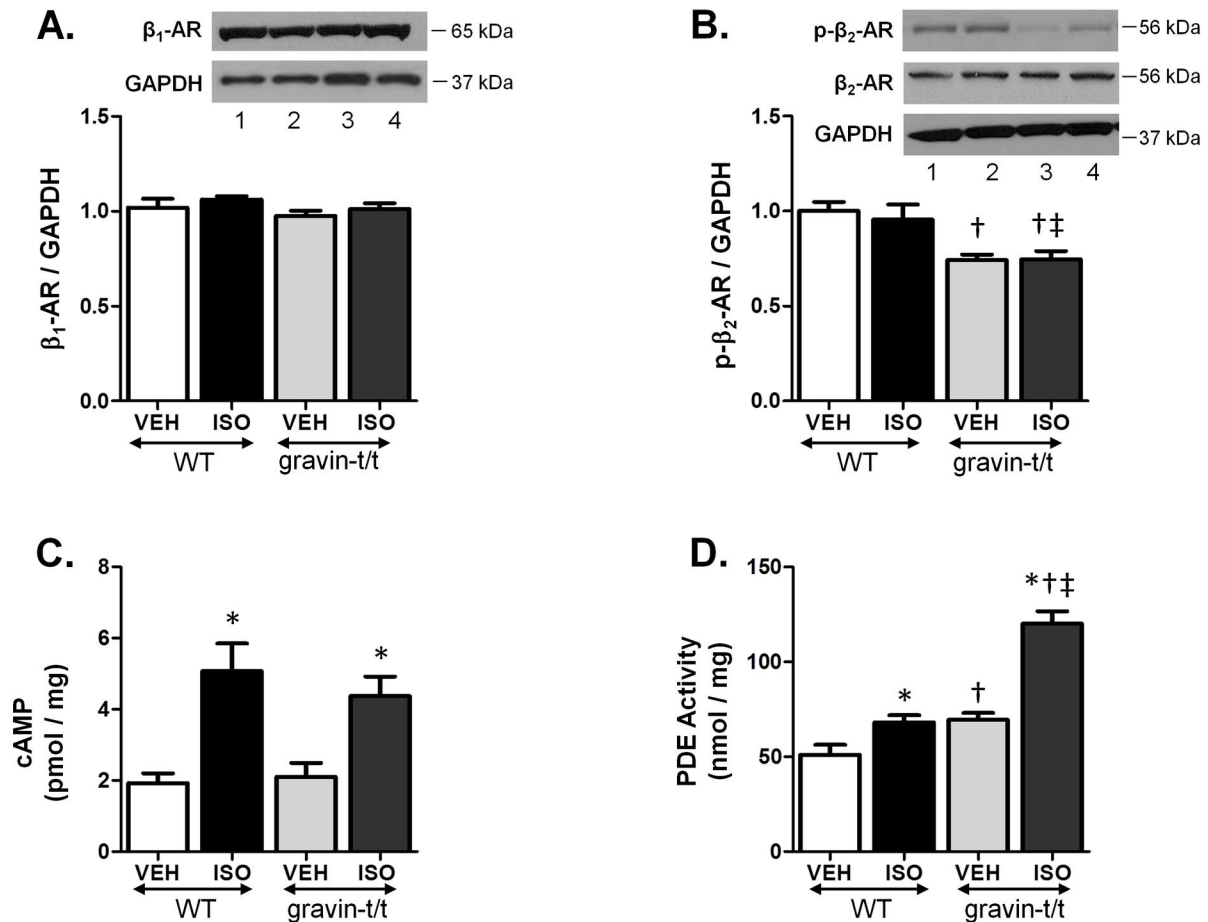 A.
β₁-AR
65 kDa
GAPDH
37 kDa
1 2 3 4
1.5
1.0
0.5
0.0
β₁-AR / GAPDH
VEH ISO VEH ISO
WT gravin-t/t
B.
p-β₂-AR
56 kDa
β₂-AR
56 kDa
GAPDH
37 kDa
1 2 3 4
1.5
1.0
0.5
0.0
p-β₂-AR / GAPDH
† †‡
VEH ISO VEH ISO
WT gravin-t/t
C.
8
6
4
2
0
cAMP
(pmol / mg)
* *
VEH ISO VEH ISO
WT gravin-t/t
D.
150
100
50
0
PDE Activity
(nmol / mg)
* † *†‡
VEH ISO VEH ISO
WT gravin-t/t